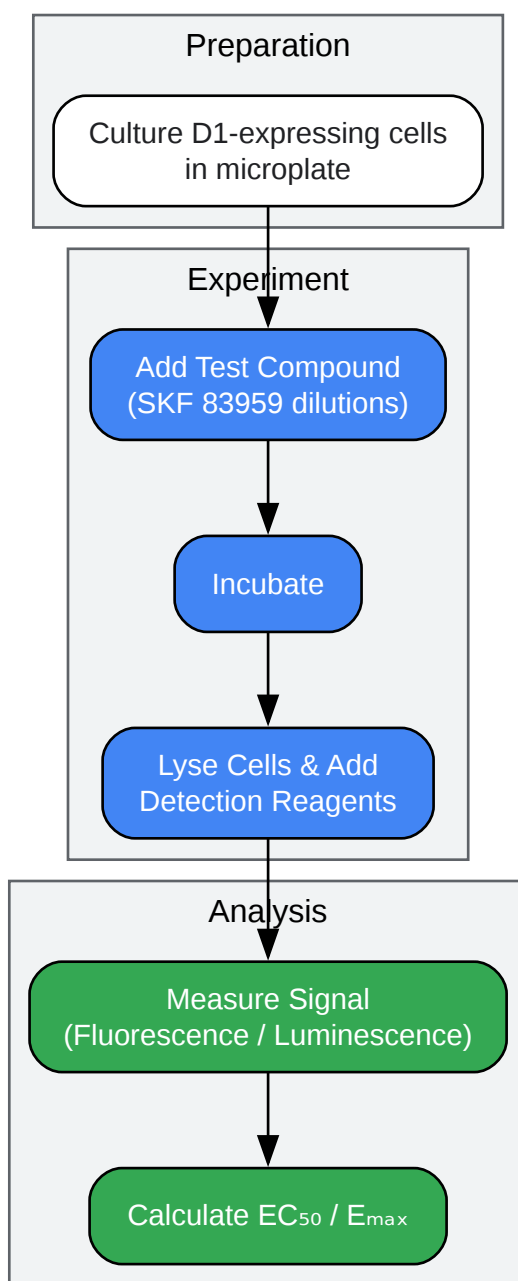 Preparation
Culture D1-expressing cells
in microplate
Experiment
Add Test Compound
(SKF 83959 dilutions)
Incubate
Lyse Cells & Add
Detection Reagents
Analysis
Measure Signal
(Fluorescence / Luminescence)
Calculate EC₅₀ / Eₘₐₓ